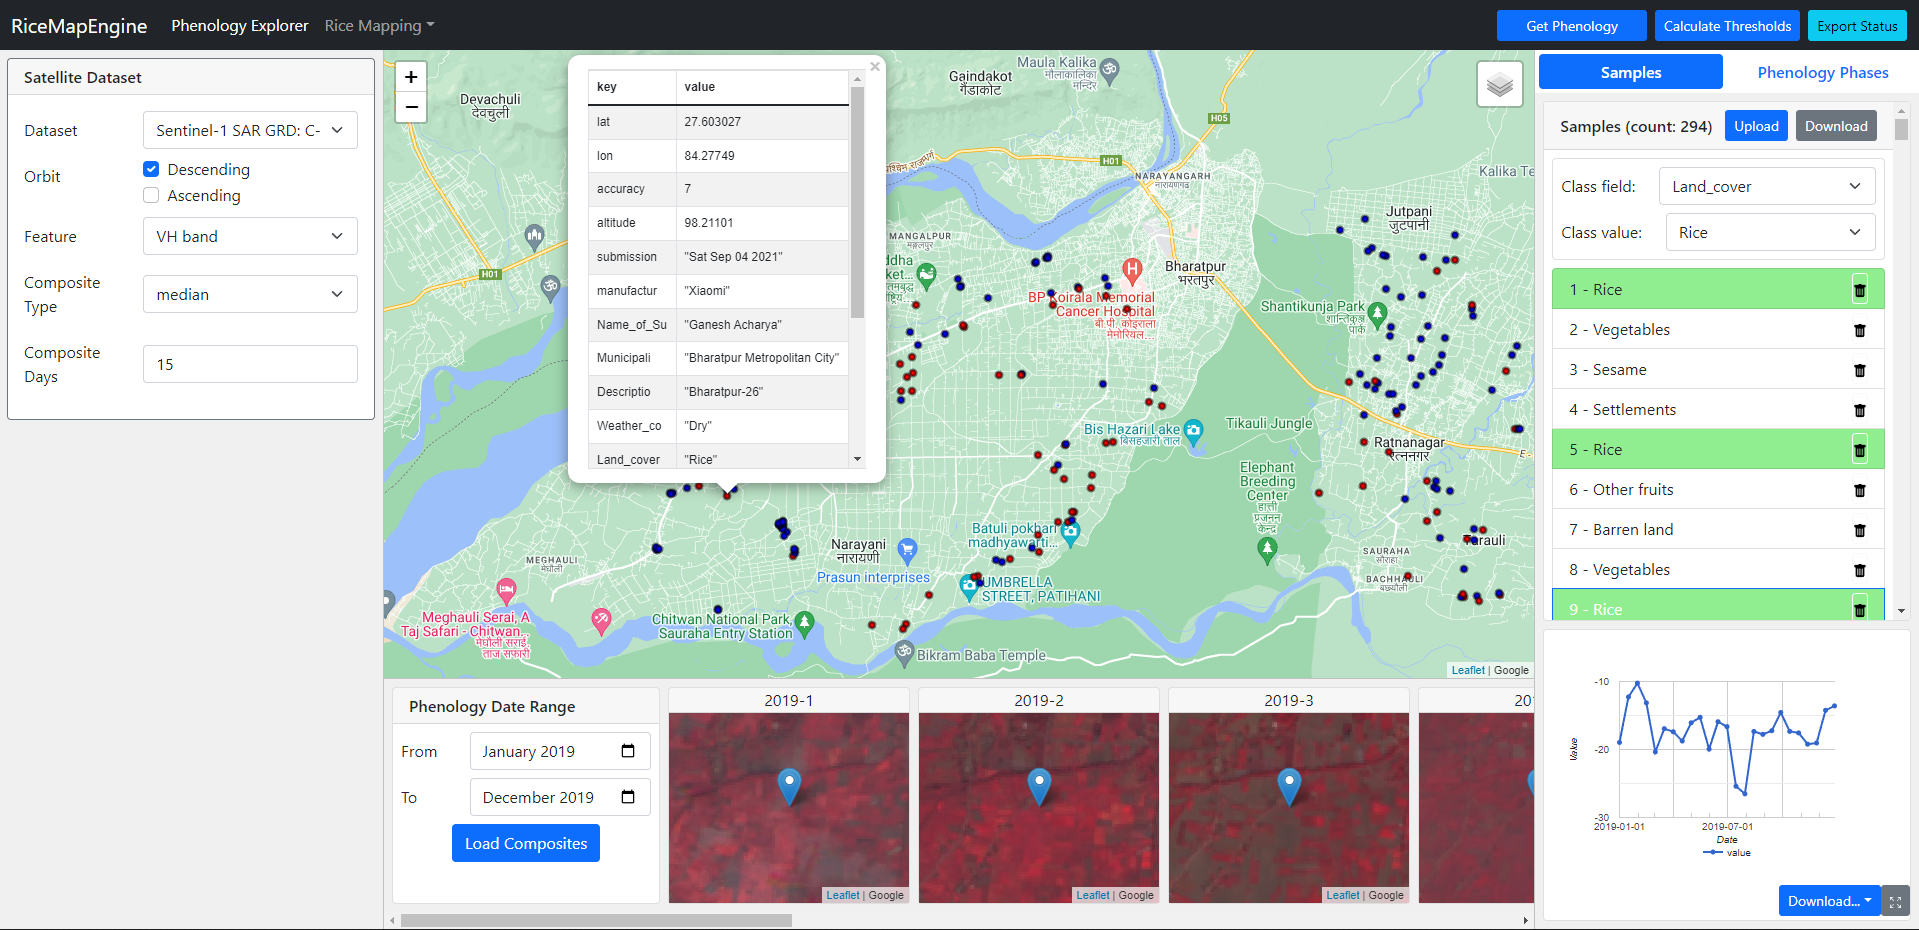 RiceMapEngine
Phenology Explorer
Rice Mapping
Get Phenology
Calculate Thresholds
Export Status
Satellite Dataset
Dataset
Sentinel-1 SAR GRD: C-
Orbit
Descending
Ascending
Feature
VH band
Composite
Type
median
Composite
Days
15
+
−
Devachuli
देवचुली
H01
key value
lat 27.603027
lon 84.27749
accuracy 7
altitude 98.21101
submission "Sat Sep 04 2021"
manufactur "Xiaomi"
Name_of_Su "Ganesh Acharya"
Municipali "Bharatpur Metropolitan City"
Descriptio "Bharatpur-26"
Weather_co "Dry"
Land_cover "Rice"
×
Maula Kalika
मौलाकालिका
मन्दिर
Gaindakot
गैंडाकोट
H05
H01
NARAYANGARH
नारायणगढ
Kalika Te
MANGALPUR
मङ्गलपुर
Jutpani
जुटपानी
Bharatpur
भरतपुर
BP Koirala Memorial
Cancer Hospital
बी.पी. कोइराला
मेमोरियल...
Shantikunja Park
शान्तिकुञ्ज
पार्क
Bis Hazari Lake
बिसहजारी ताल
Tikauli Jungle
Ratnanagar
रत्ननगर
Elephant
Breeding
Center
हात्ती
प्रजनन
केन्द्र
Batuli pokhari
madhyawarti...
Narayani
नारायणी
Prasun interprises
MEGHAULI
मेघौली
SAURAHA
सौराहा
BACHHAULI
बछ्यौली
UMBRELLA
STREET, PATIHANI
Meghauli Serai, A
Taj Safari - Chitwan...
मेघौली सराई,
ताज सफारी
Chitwan National Park,
Sauraha Entry Station
Bikram Baba Temple
Leaflet | Google
Phenology Date Range
From
January 2019
To
December 2019
Load Composites
2019-1
Leaflet | Google
2019-2
Leaflet | Google
2019-3
Leaflet | Google
Samples
Phenology Phases
Samples (count: 294)
Upload
Download
Class field:
Land_cover
Class value:
Rice
1 - Rice
2 - Vegetables
3 - Sesame
4 - Settlements
5 - Rice
6 - Other fruits
7 - Barren land
8 - Vegetables
9 - Rice
-10
-20
-30
Value
2019-01-01
2019-07-01
Date
value
Download...